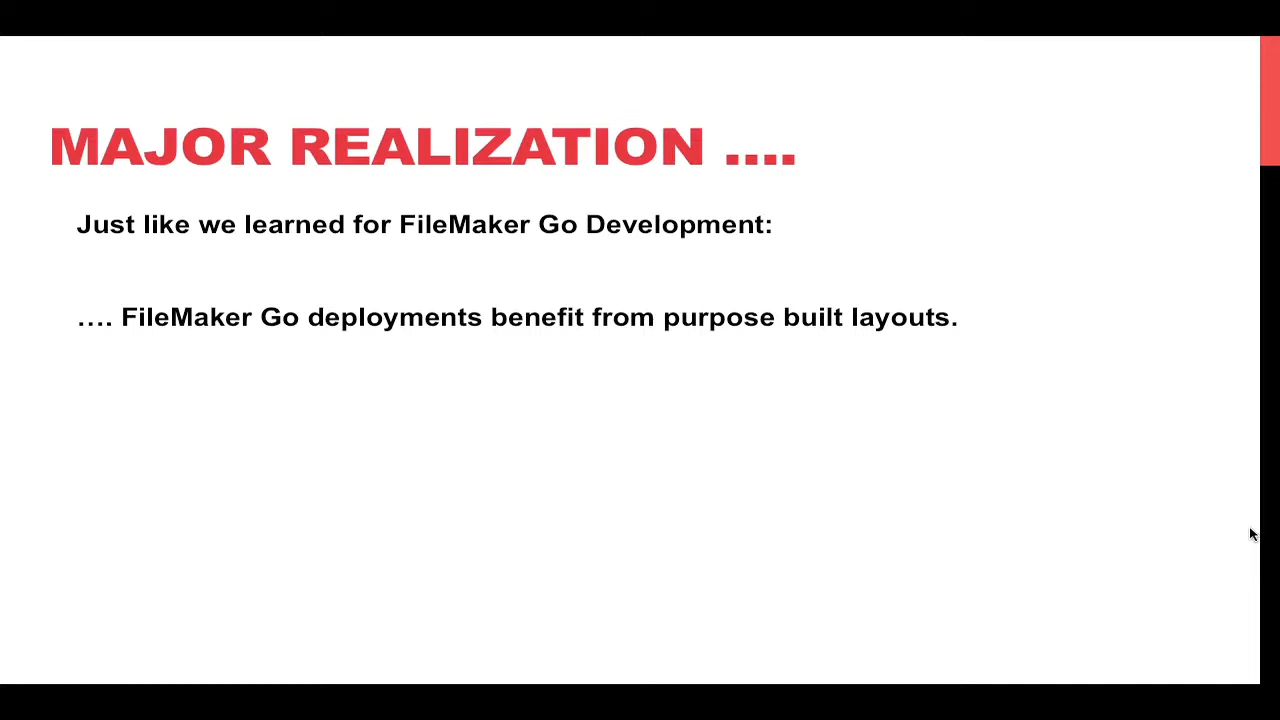 MAJOR REALIZATION ....
Just like we learned for FileMaker Go Development:
.... FileMaker Go deployments benefit from purpose built layouts.